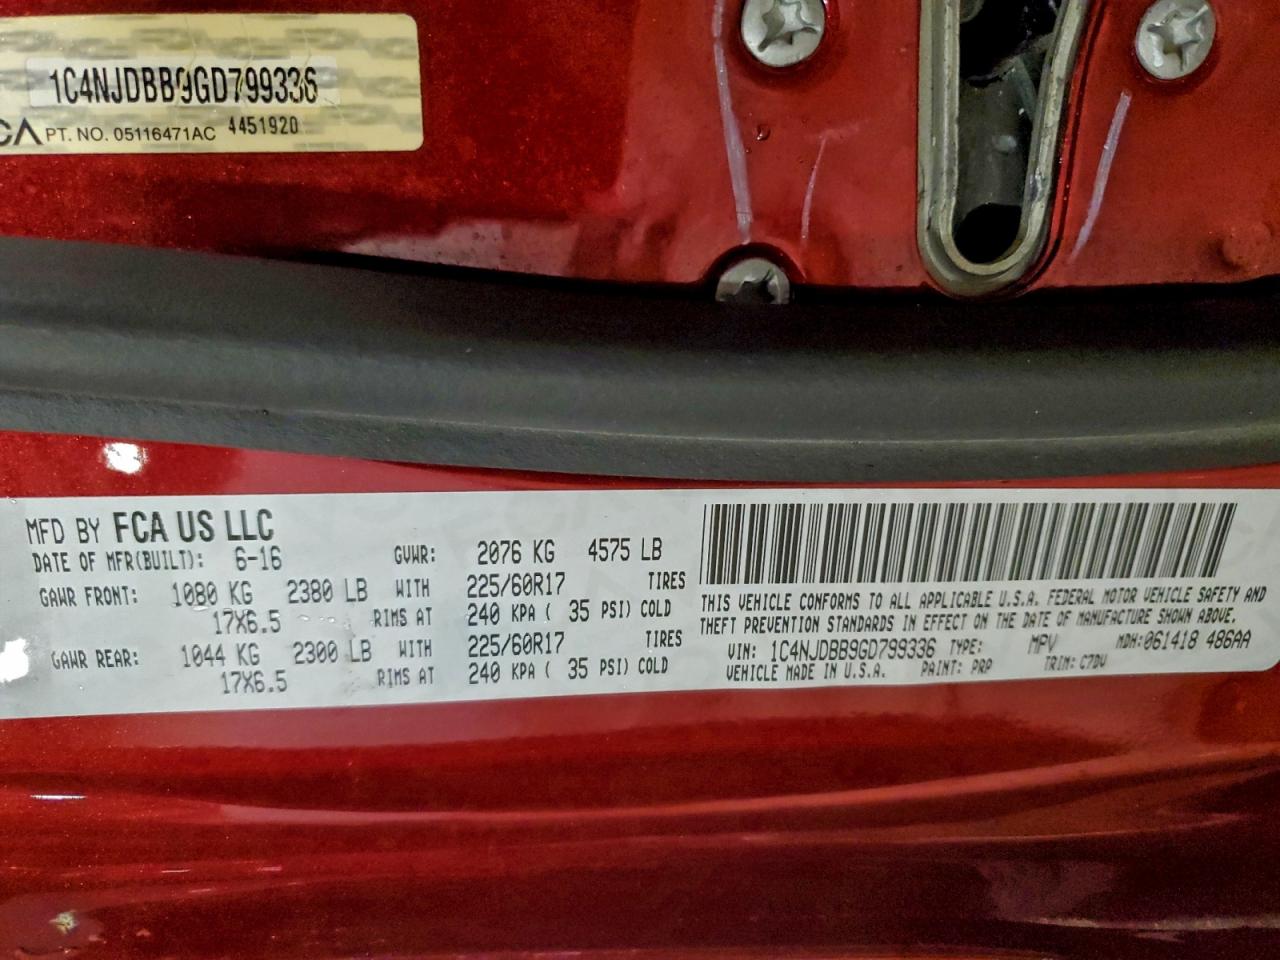 1C4NJDBB9GD799336
CA PT. NO. 05116471AC 4451920
MFD BY FCA US LLC
DATE OF MFR(BUILT): 6-16 GVWR: 2076 KG 4575 LB
GAWR FRONT: 1080 KG 2380 LB WITH 225/60R17 TIRES
17X6.5 RIMS AT 240 KPA ( 35 PSI) COLD
GAWR REAR: 1044 KG 2300 LB WITH 225/60R17 TIRES
17X6.5 RIMS AT 240 KPA ( 35 PSI) COLD
THIS VEHICLE CONFORMS TO ALL APPLICABLE U.S.A. FEDERAL MOTOR VEHICLE SAFETY AND
THEFT PREVENTION STANDARDS IN EFFECT ON THE DATE OF MANUFACTURE SHOWN ABOVE.
VIN: 1C4NJDBB9GD799336 TYPE: MPV MDH: 061418 486AA
VEHICLE MADE IN U.S.A. PAINT: PRP TRIM: C7DV